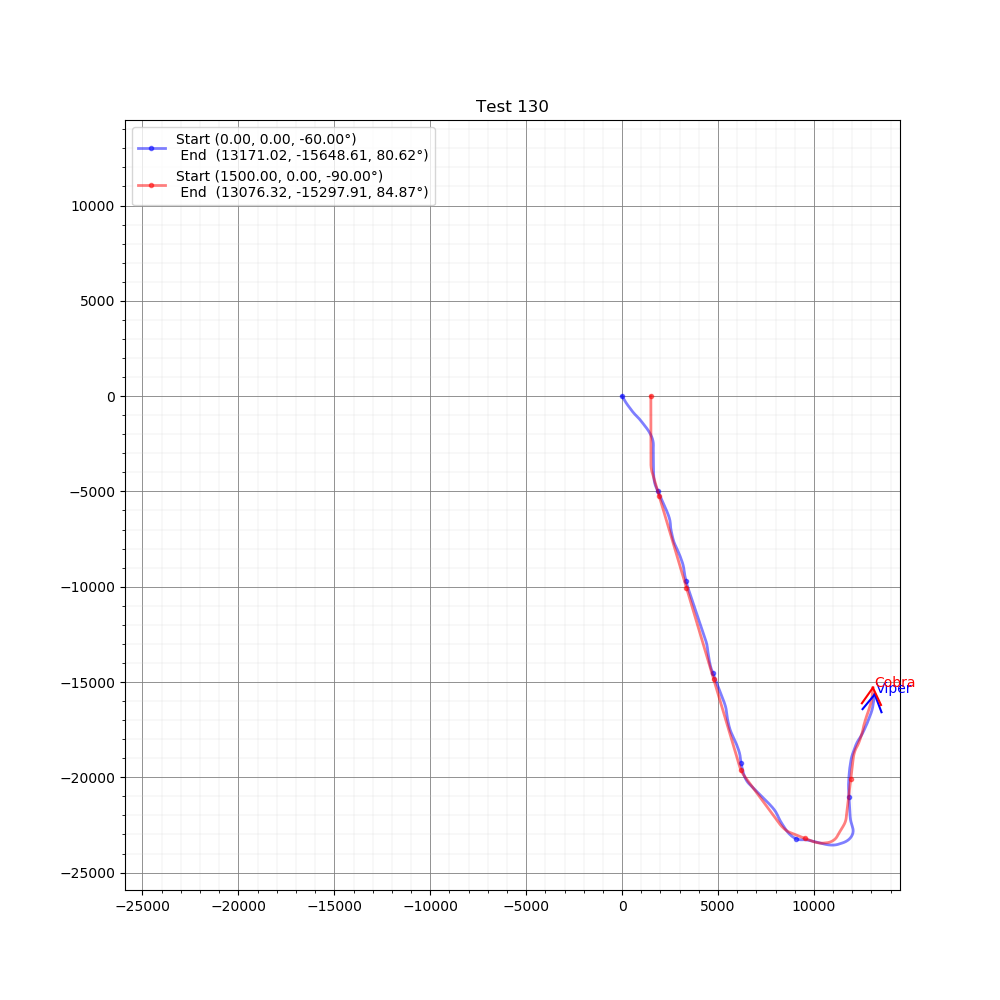 Test 130
Start (0.00, 0.00, -60.00°)
End  (13171.02, -15648.61, 80.62°)
Start (1500.00, 0.00, -90.00°)
End  (13076.32, -15297.91, 84.87°)
10000
5000
0
−5000
−10000
−15000
−20000
−25000
Cobra
Viper
−25000
−20000
−15000
−10000
−5000
0
5000
10000